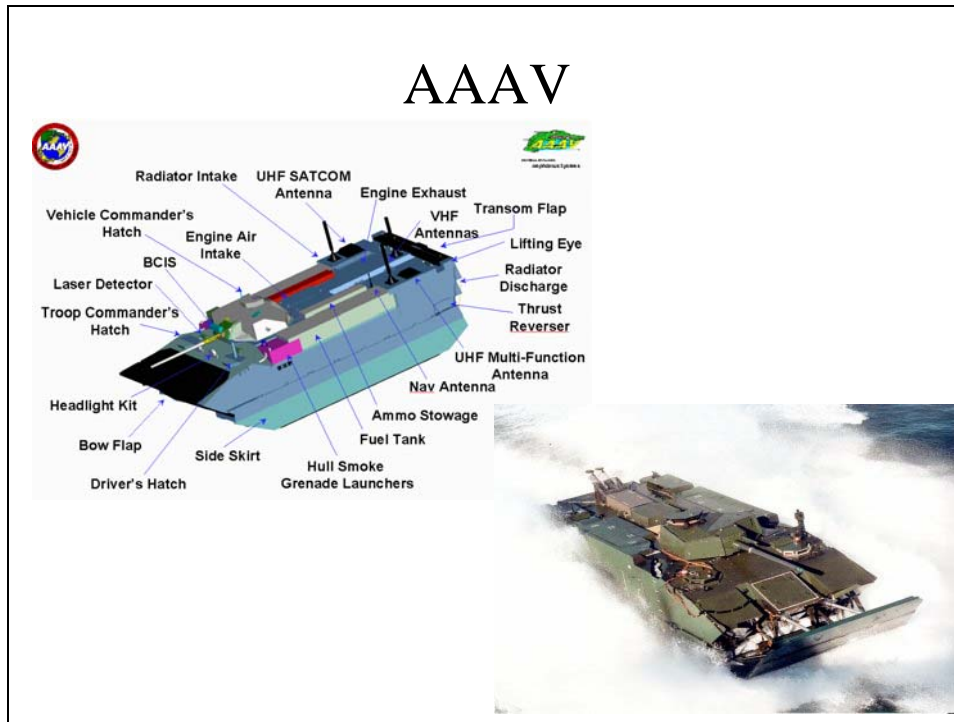 AAAV
AAAV
AAAV
Radiator Intake
UHF SATCOM
Antenna
Engine Exhaust
Transom Flap
Vehicle Commander's
Hatch
Engine Air
Intake
VHF
Antennas
Lifting Eye
BCIS
Laser Detector
Radiator
Discharge
Troop Commander's
Hatch
Thrust
Reverser
UHF Multi-Function
Antenna
Nav Antenna
Headlight Kit
Ammo Stowage
Bow Flap
Fuel Tank
Side Skirt
Hull Smoke
Grenade Launchers
Driver's Hatch